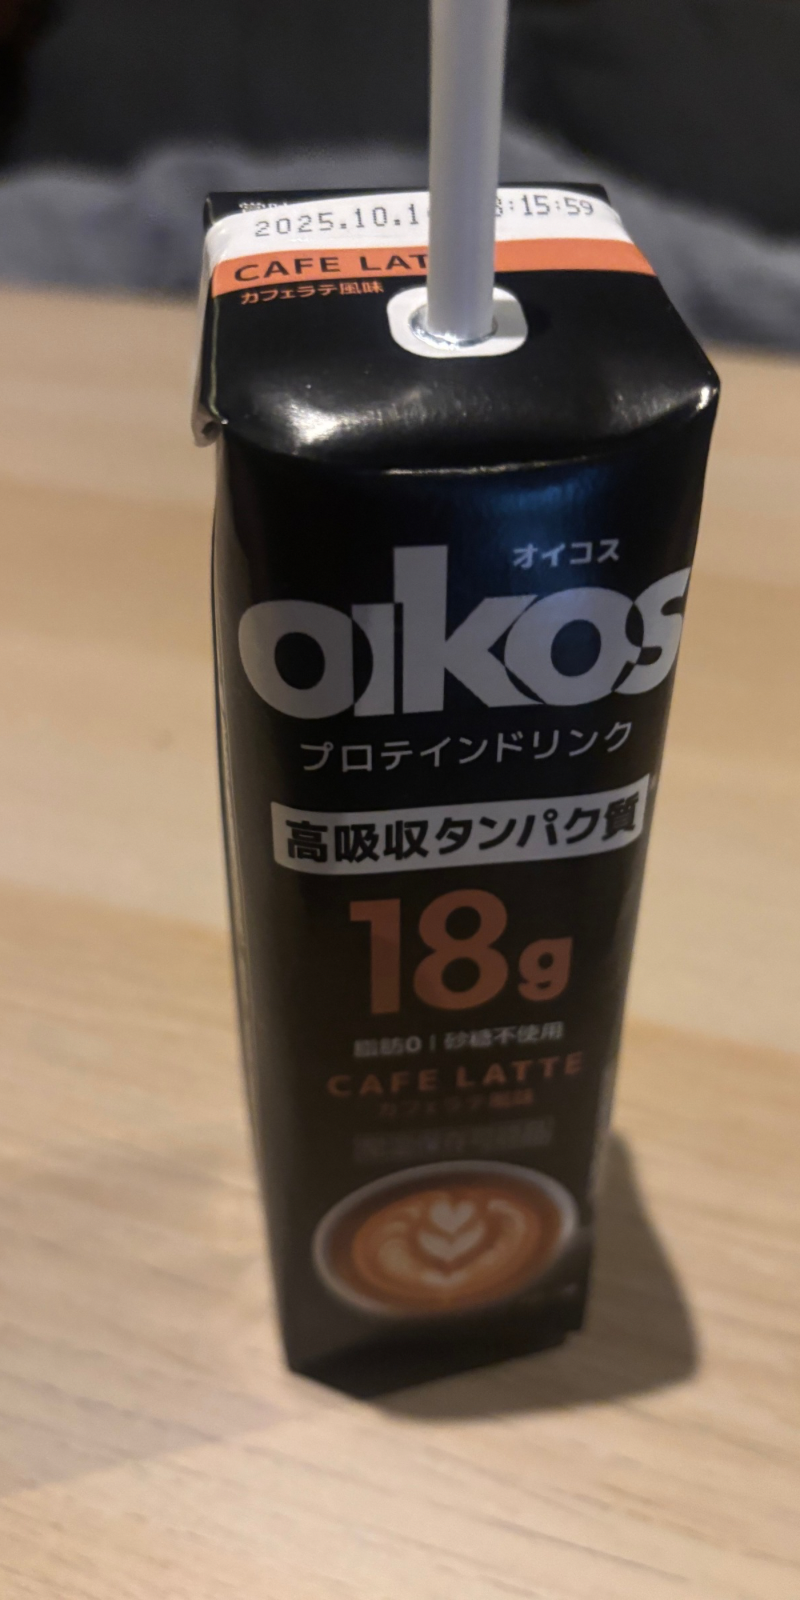 2025.10.1 :15:59
CAFE LAT
カフェラテ風味
オイコス
oikos
プロテインドリンク
高吸収タンパク質
18g
脂肪0 | 砂糖不使用
CAFE LATTE
カフェラテ風味